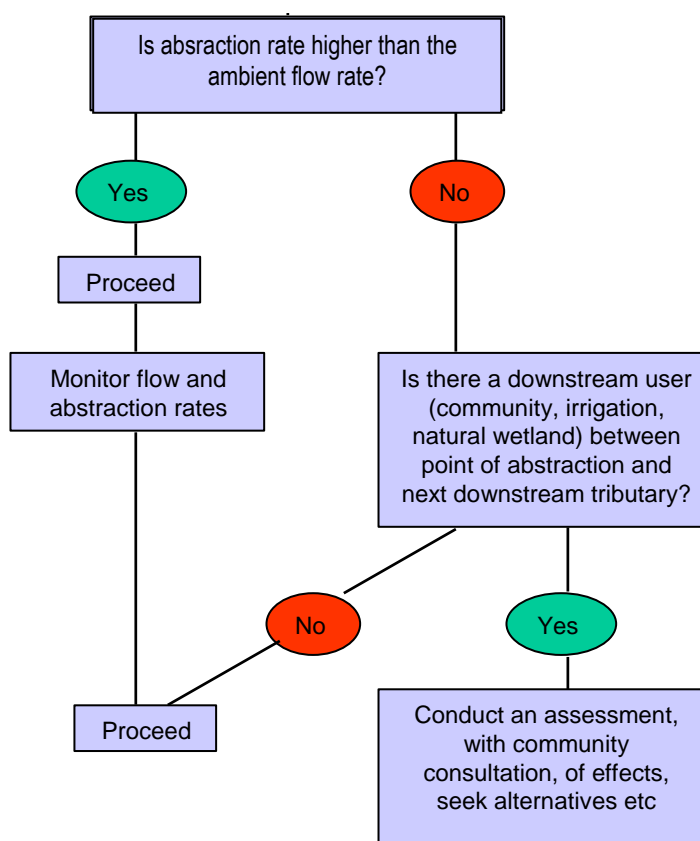 Is absraction rate higher than the
ambient flow rate?
Yes
No
Proceed
Monitor flow and
abstraction rates
Is there a downstream user
(community, irrigation,
natural wetland) between
point of abstraction and
next downstream tributary?
No
Yes
Proceed
Conduct an assessment,
with community
consultation, of effects,
seek alternatives etc